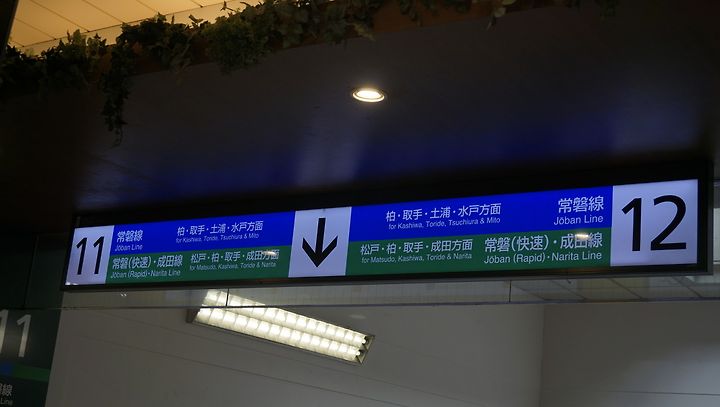 11
常磐線
Jōban Line
柏・取手・土浦・水戸方面
for Kashiwa, Toride, Tsuchiura & Mito
常磐(快速)・成田線
Jōban (Rapid)・Narita Line
松戸・柏・取手・成田方面
for Matsudo, Kashiwa, Toride & Narita
↓
柏・取手・土浦・水戸方面
for Kashiwa, Toride, Tsuchiura & Mito
常磐線
Jōban Line
松戸・柏・取手・成田方面
for Matsudo, Kashiwa, Toride & Narita
常磐(快速)・成田線
Jōban (Rapid)・Narita Line
12
11
磐線
Line